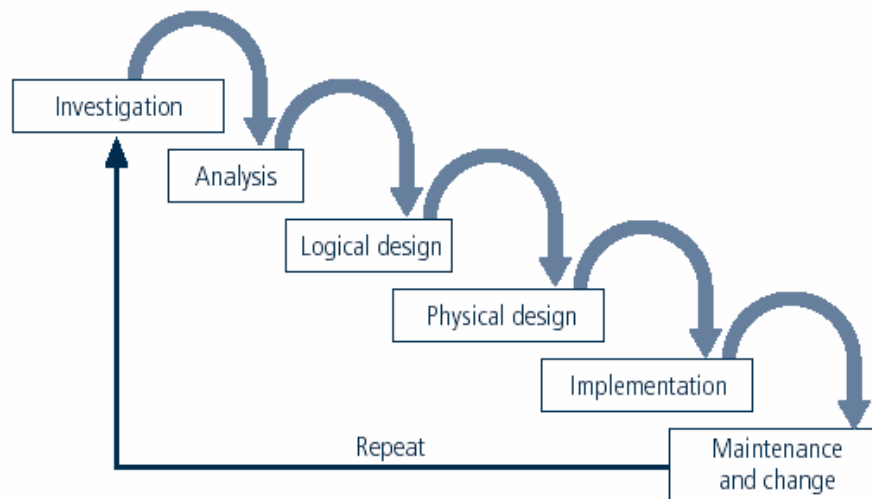 Investigation
Analysis
Logical design
Physical design
Implementation
Repeat
Maintenance
and change